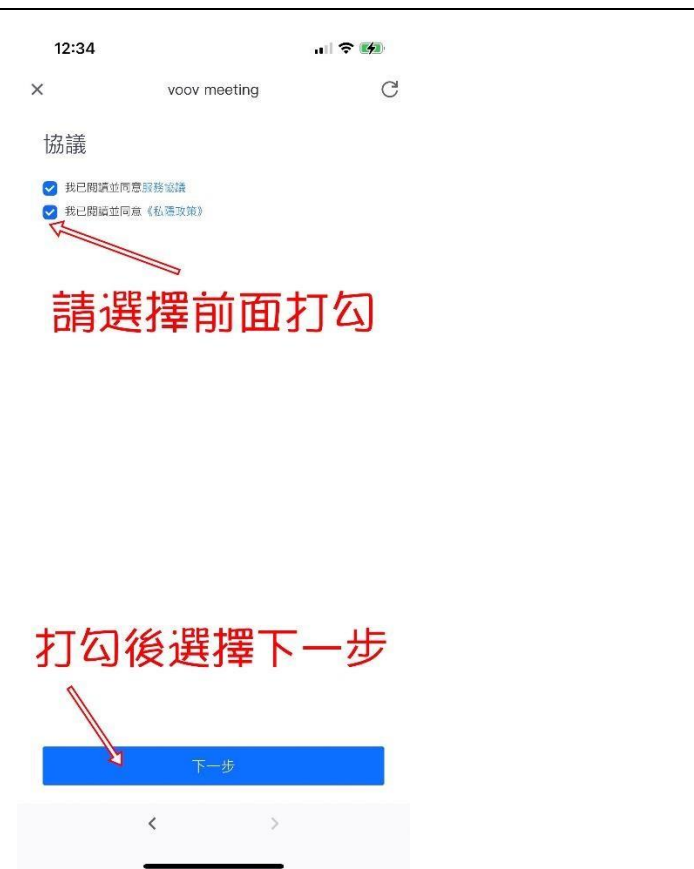 12:34
voov meeting
協議
我已閱讀並同意服務協議
我已閱讀並同意《私隱政策》
請選擇前面打勾
打勾後選擇下一步
下一步